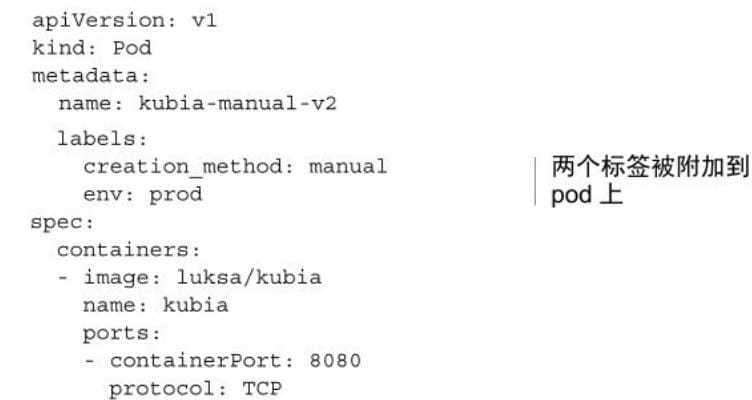 apiVersion: v1
kind: Pod
metadata:
  name: kubia-manual-v2
  labels:
    creation_method: manual
    env: prod
两个标签被附加到
pod 上
spec:
  containers:
  - image: luksa/kubia
    name: kubia
    ports:
    - containerPort: 8080
      protocol: TCP